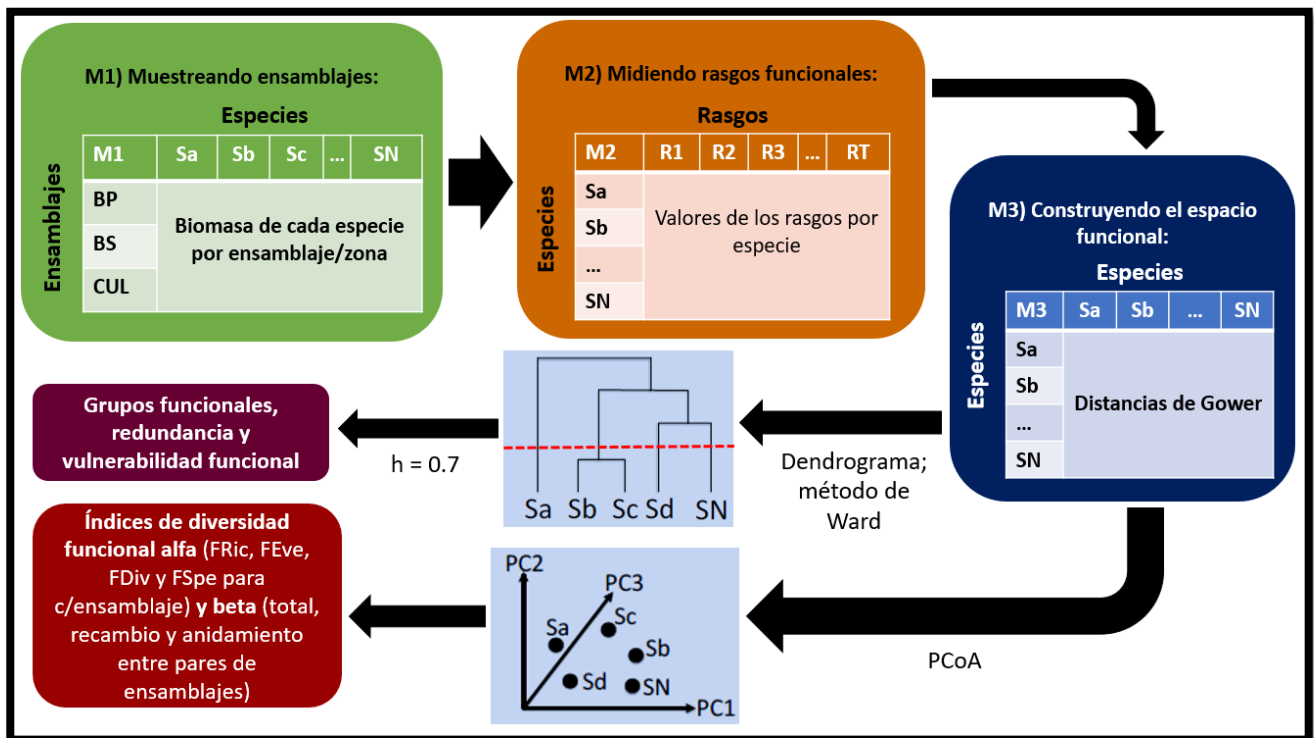 M1) Muestreando ensamblajes:
Especies
Ensamblajes
M1 Sa Sb Sc ... SN
BP
BS
CUL
Biomasa de cada especie
por ensamblaje/zona
M2) Midiendo rasgos funcionales:
Rasgos
Especies
M2 R1 R2 R3 ... RT
Sa
Sb
...
SN
Valores de los rasgos por
especie
M3) Construyendo el espacio
funcional:
Especies
Especies
M3 Sa Sb ... SN
Sa
Sb
...
SN
Distancias de Gower
Dendrograma;
método de
Ward
Sa Sb Sc Sd SN
h = 0.7
Grupos funcionales,
redundancia y
vulnerabilidad funcional
PCoA
PC2
PC3
Sc
Sa
Sb
Sd
SN
PC1
Índices de diversidad
funcional alfa (FRic, FEve,
FDiv y FSpe para
c/ensamblaje) y beta (total,
recambio y anidamiento
entre pares de
ensamblajes)